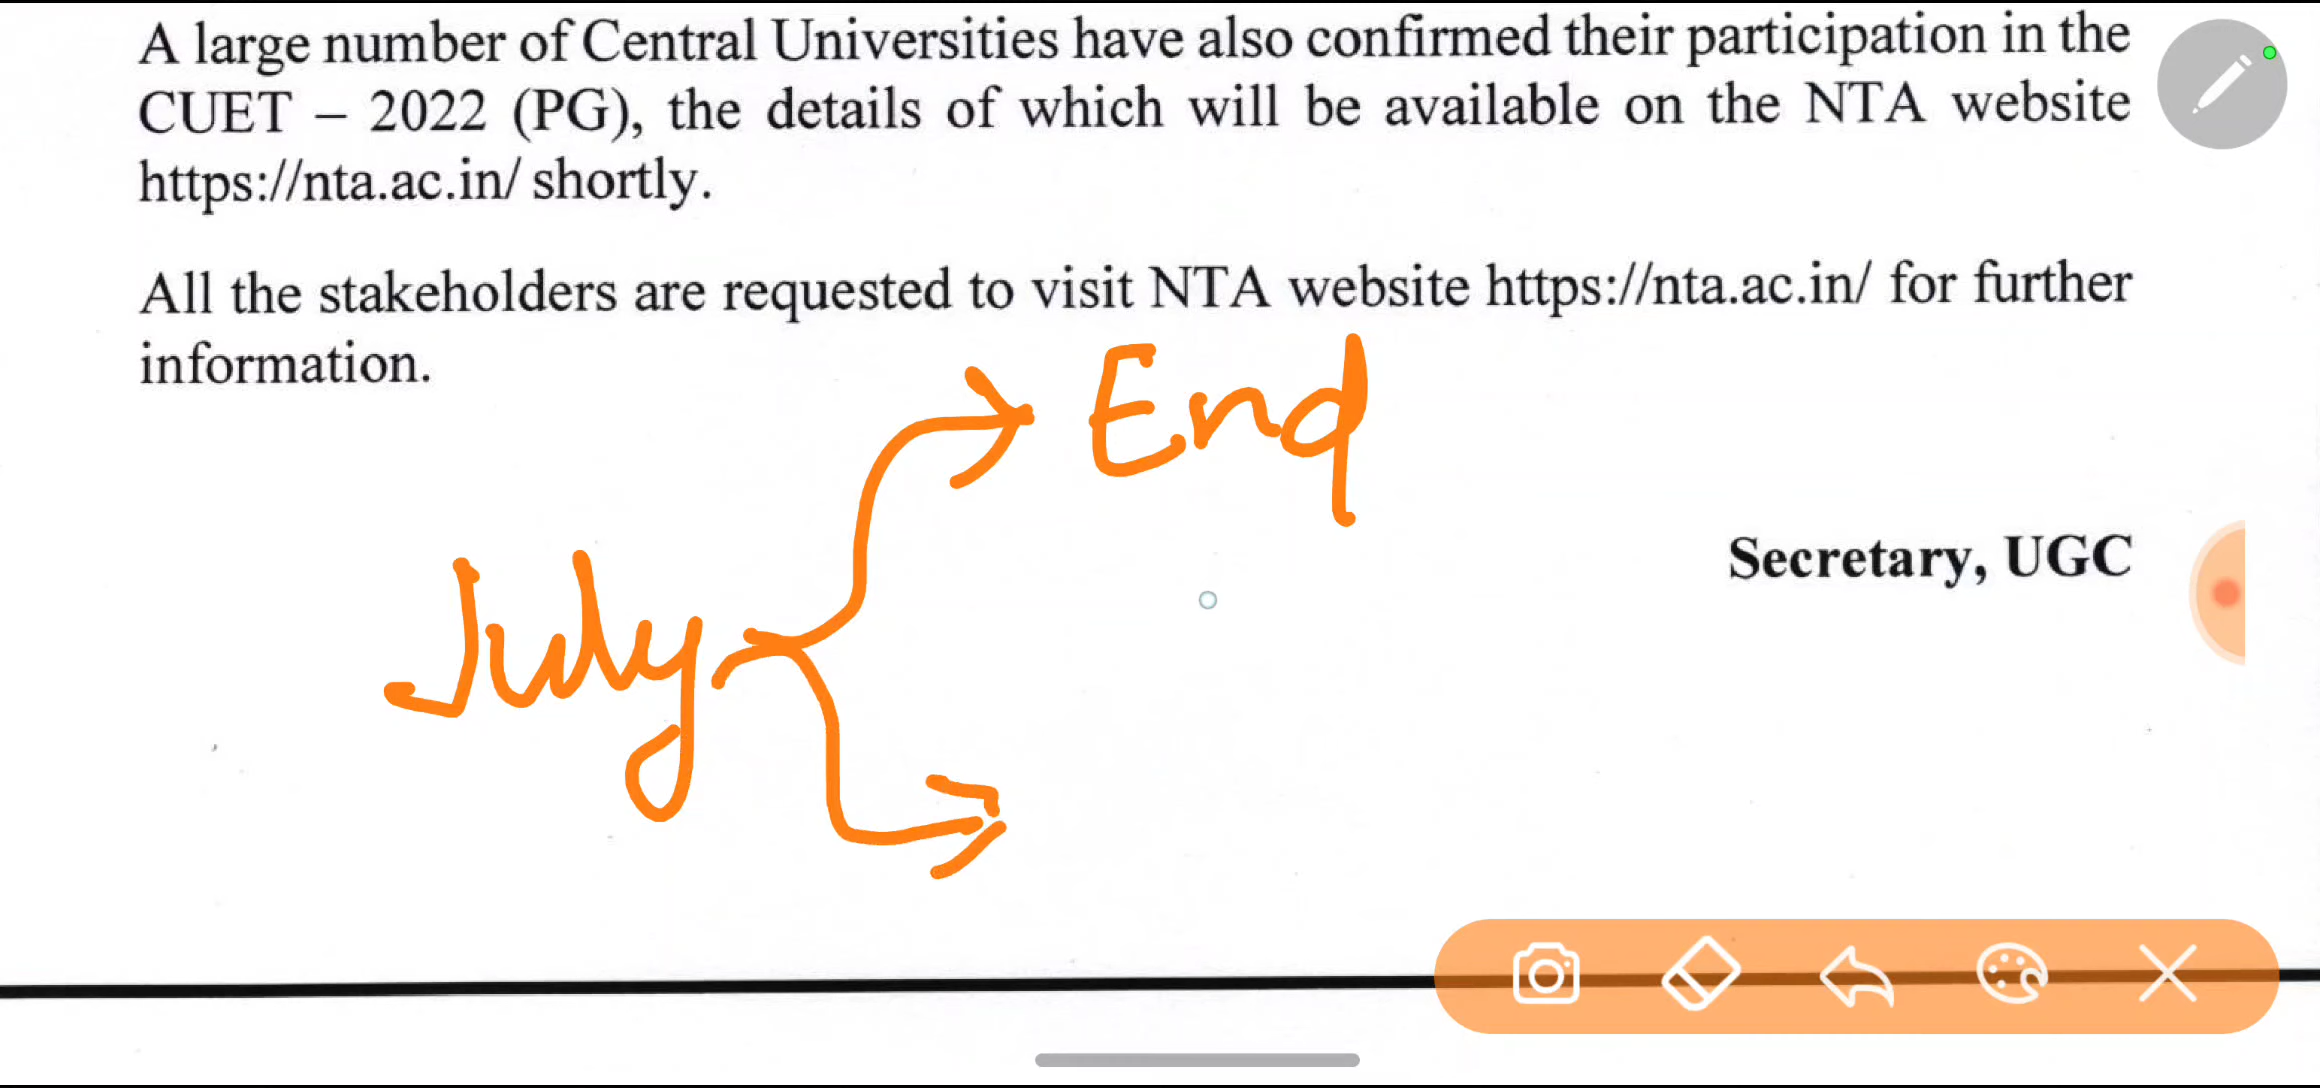 A large number of Central Universities have also confirmed their participation in the
CUET – 2022 (PG), the details of which will be available on the NTA website
https://nta.ac.in/ shortly.
All the stakeholders are requested to visit NTA website https://nta.ac.in/ for further
information.
End
Secretary, UGC
July